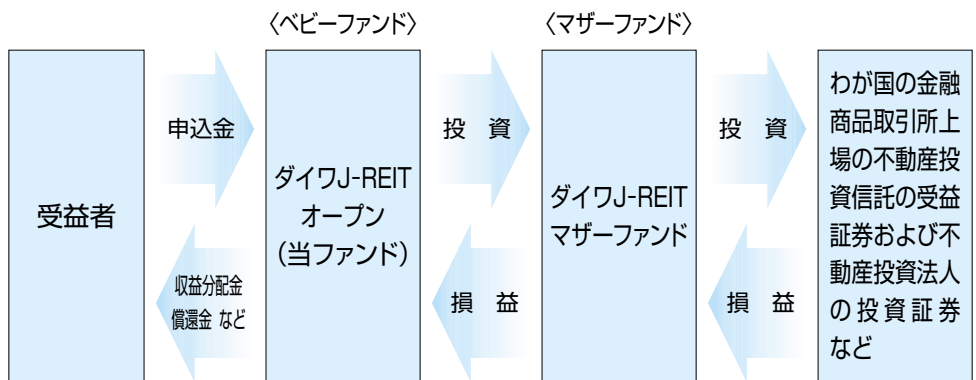 〈ベビーファンド〉
〈マザーファンド〉
受益者
申込金
収益分配金
償還金 など
ダイワJ-REIT
オープン
（当ファンド）
投 資
損 益
ダイワJ-REIT
マザーファンド
投 資
損 益
わが国の金融
商品取引所上
場の不動産投
資信託の受益
証券および不
動産投資法人
の投資証券
など